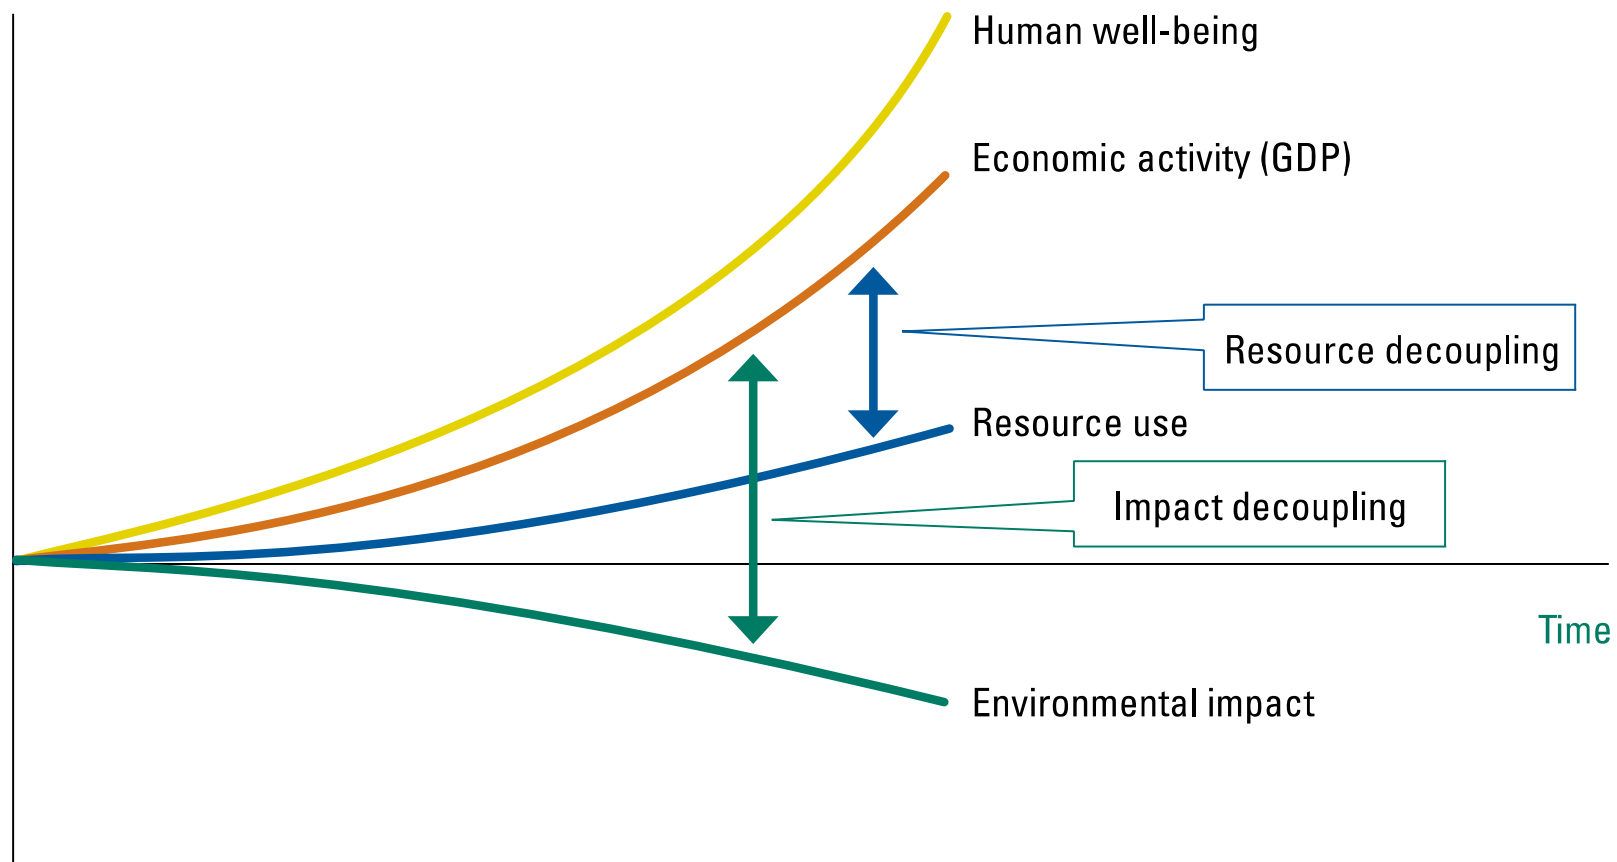 Human well-being
Economic activity (GDP)
Resource decoupling
Resource use
Impact decoupling
Time
Environmental impact